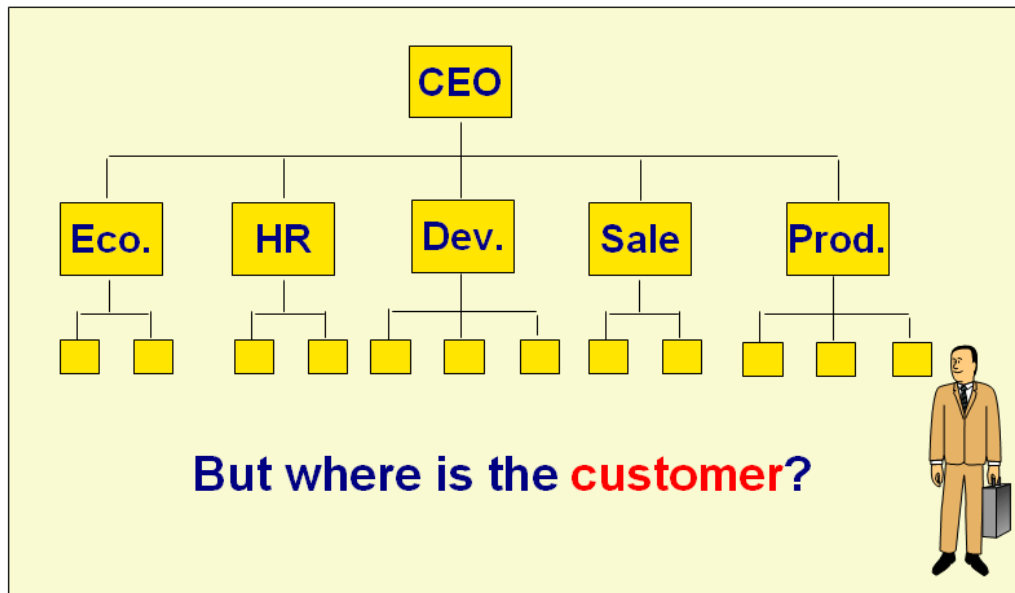 CEO
Eco. HR Dev. Sale Prod.
But where is the customer?